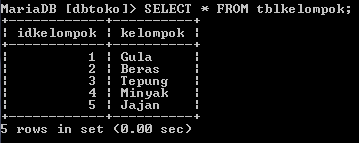 MariaDB [dbtoko]> SELECT * FROM tblkelompok;
idkelompok | kelompok
1 | Gula
2 | Beras
3 | Tepung
4 | Minyak
5 | Jajan
5 rows in set (0.00 sec)